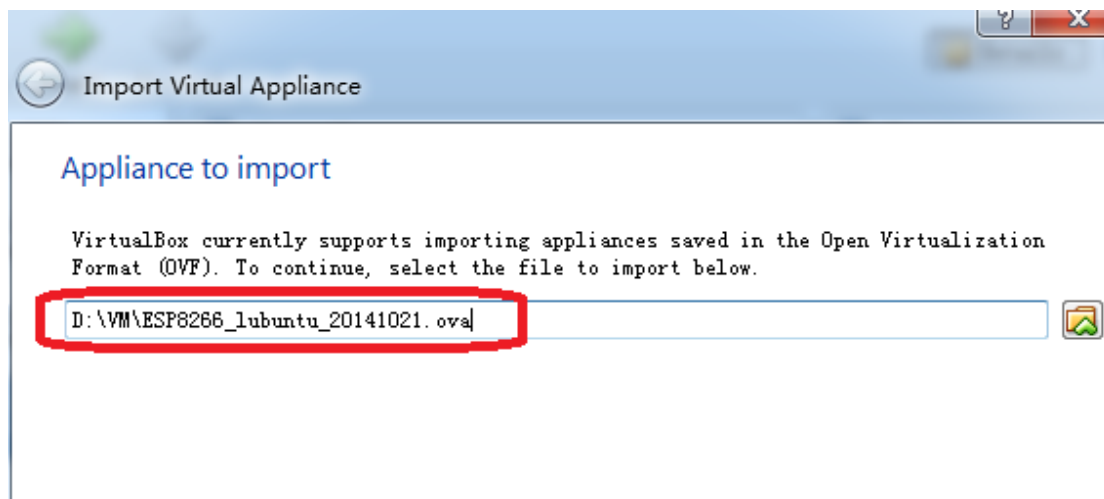 ?
X
Import Virtual Appliance
Appliance to import
VirtualBox currently supports importing appliances saved in the Open Virtualization
Format (OVF). To continue, select the file to import below.
D:\VM\ESP8266_lubuntu_20141021.ova